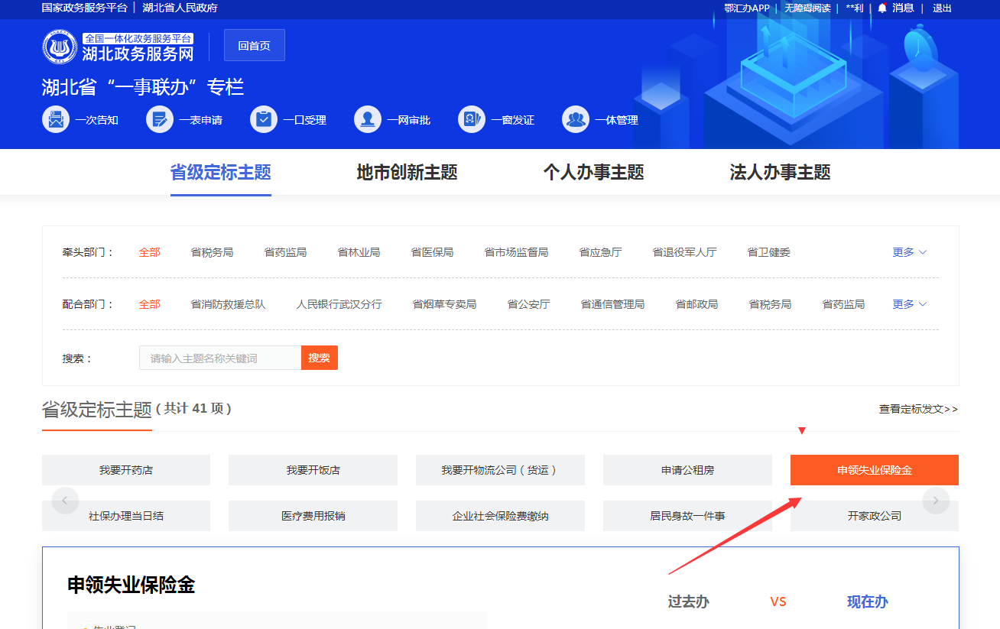 国家政务服务平台 | 湖北省人民政府
鄂汇办APP | 无障碍阅读 | **利 | 消息 | 退出
全国一体化政务服务平台
湖北政务服务网
回首页
湖北省“一事联办”专栏
一次告知 一表申请 一口受理 一网审批 一窗发证 一体管理
省级定标主题 地市创新主题 个人办事主题 法人办事主题
牵头部门： 全部 省税务局 省药监局 省林业局 省医保局 省市场监督局 省应急厅 省退役军人厅 省卫健委 更多
配合部门： 全部 省消防救援总队 人民银行武汉分行 省烟草专卖局 省公安厅 省通信管理局 省邮政局 省税务局 省药监局 更多
搜索： 请输入主题名称关键词 搜索
省级定标主题（共计 41 项） 查看定标发文>>
我要开药店 我要开饭店 我要开物流公司（货运） 申请公租房 申领失业保险金
社保办理当日结 医疗费用报销 企业社会保险费缴纳 居民身故一件事 开家政公司
申领失业保险金
过去办 VS 现在办
失业登记